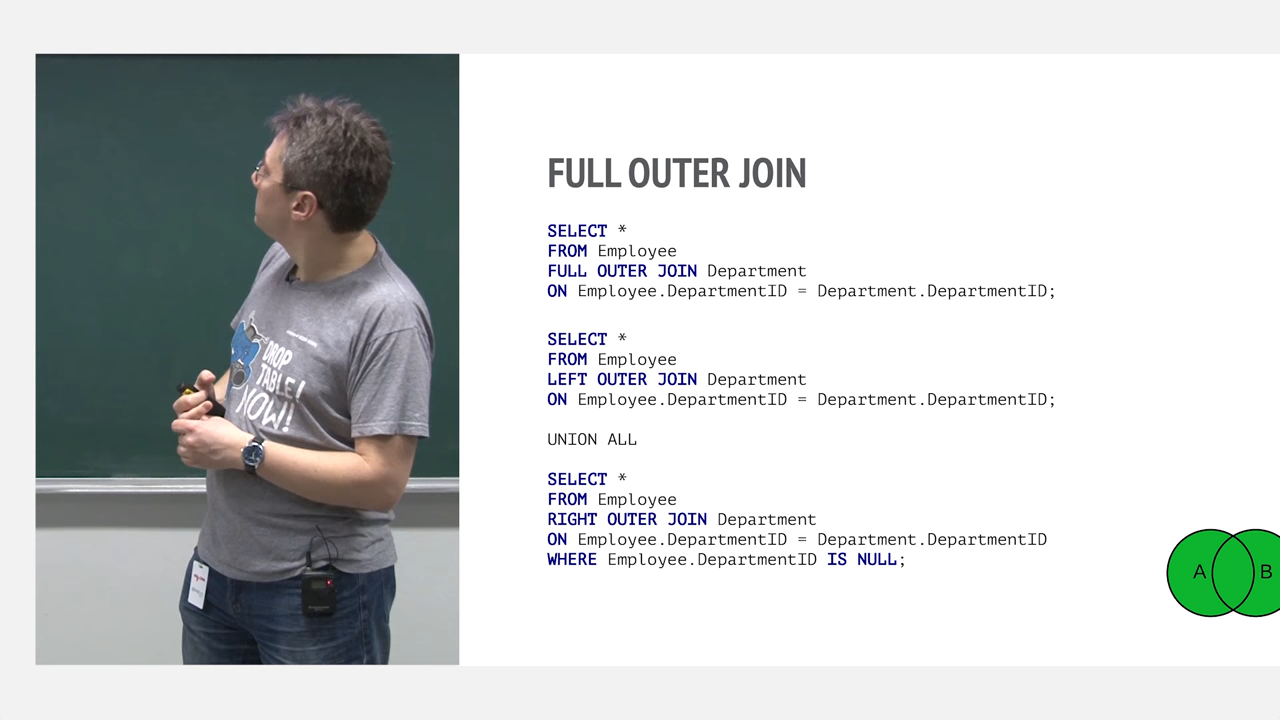 FULL OUTER JOIN
SELECT *
FROM Employee
FULL OUTER JOIN Department
ON Employee.DepartmentID = Department.DepartmentID;
SELECT *
FROM Employee
LEFT OUTER JOIN Department
ON Employee.DepartmentID = Department.DepartmentID;
UNION ALL
SELECT *
FROM Employee
RIGHT OUTER JOIN Department
ON Employee.DepartmentID = Department.DepartmentID
WHERE Employee.DepartmentID IS NULL;
A B
DROP
TABLE!
NOW!